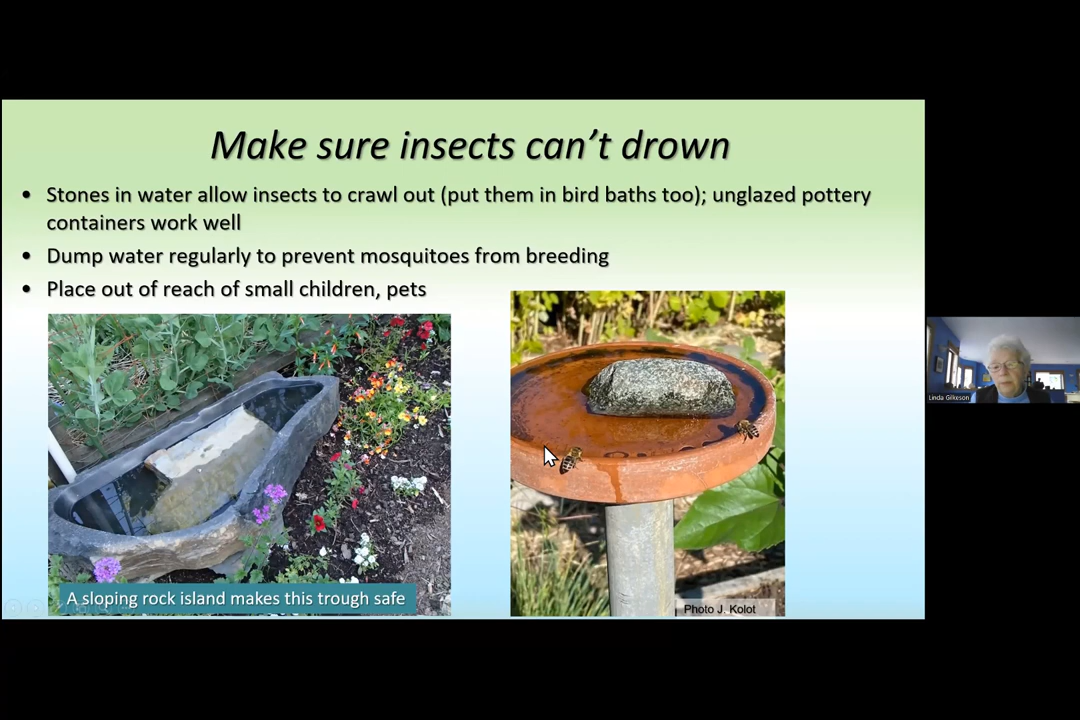 Make sure insects can’t drown
• Stones in water allow insects to crawl out (put them in bird baths too); unglazed pottery
containers work well
• Dump water regularly to prevent mosquitoes from breeding
• Place out of reach of small children, pets
A sloping rock island makes this trough safe
Photo J. Kolot
Linda Gilkeson